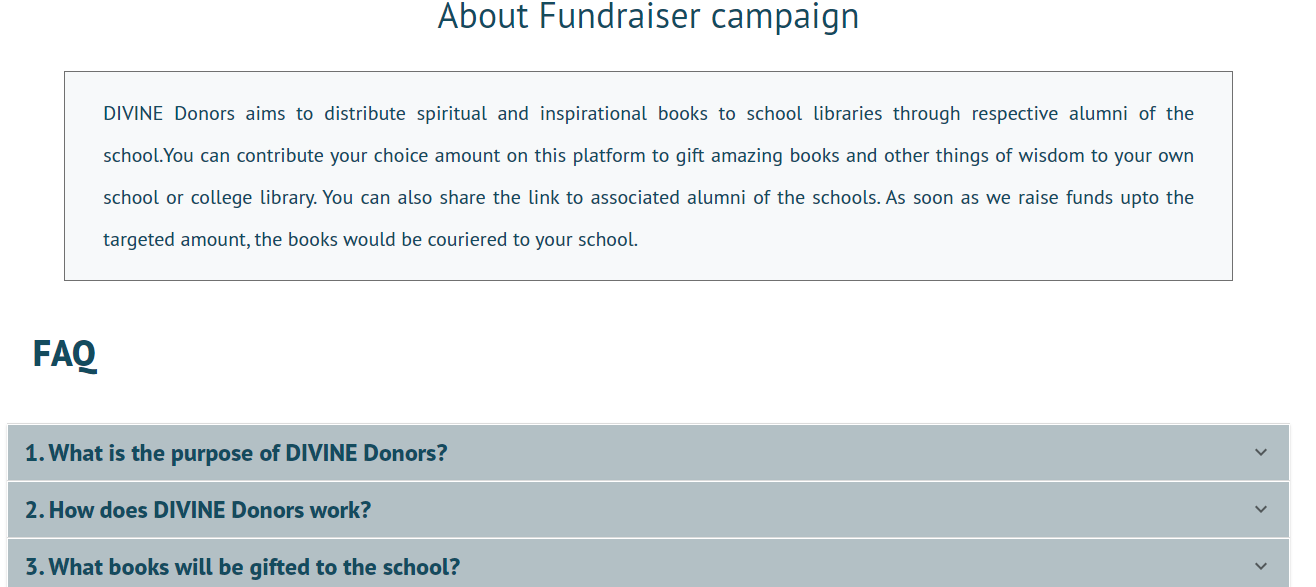 About Fundraiser campaign
DIVINE Donors aims to distribute spiritual and inspirational books to school libraries through respective alumni of the
school.You can contribute your choice amount on this platform to gift amazing books and other things of wisdom to your own
school or college library. You can also share the link to associated alumni of the schools. As soon as we raise funds upto the
targeted amount, the books would be couriered to your school.
FAQ
1. What is the purpose of DIVINE Donors?
2. How does DIVINE Donors work?
3. What books will be gifted to the school?